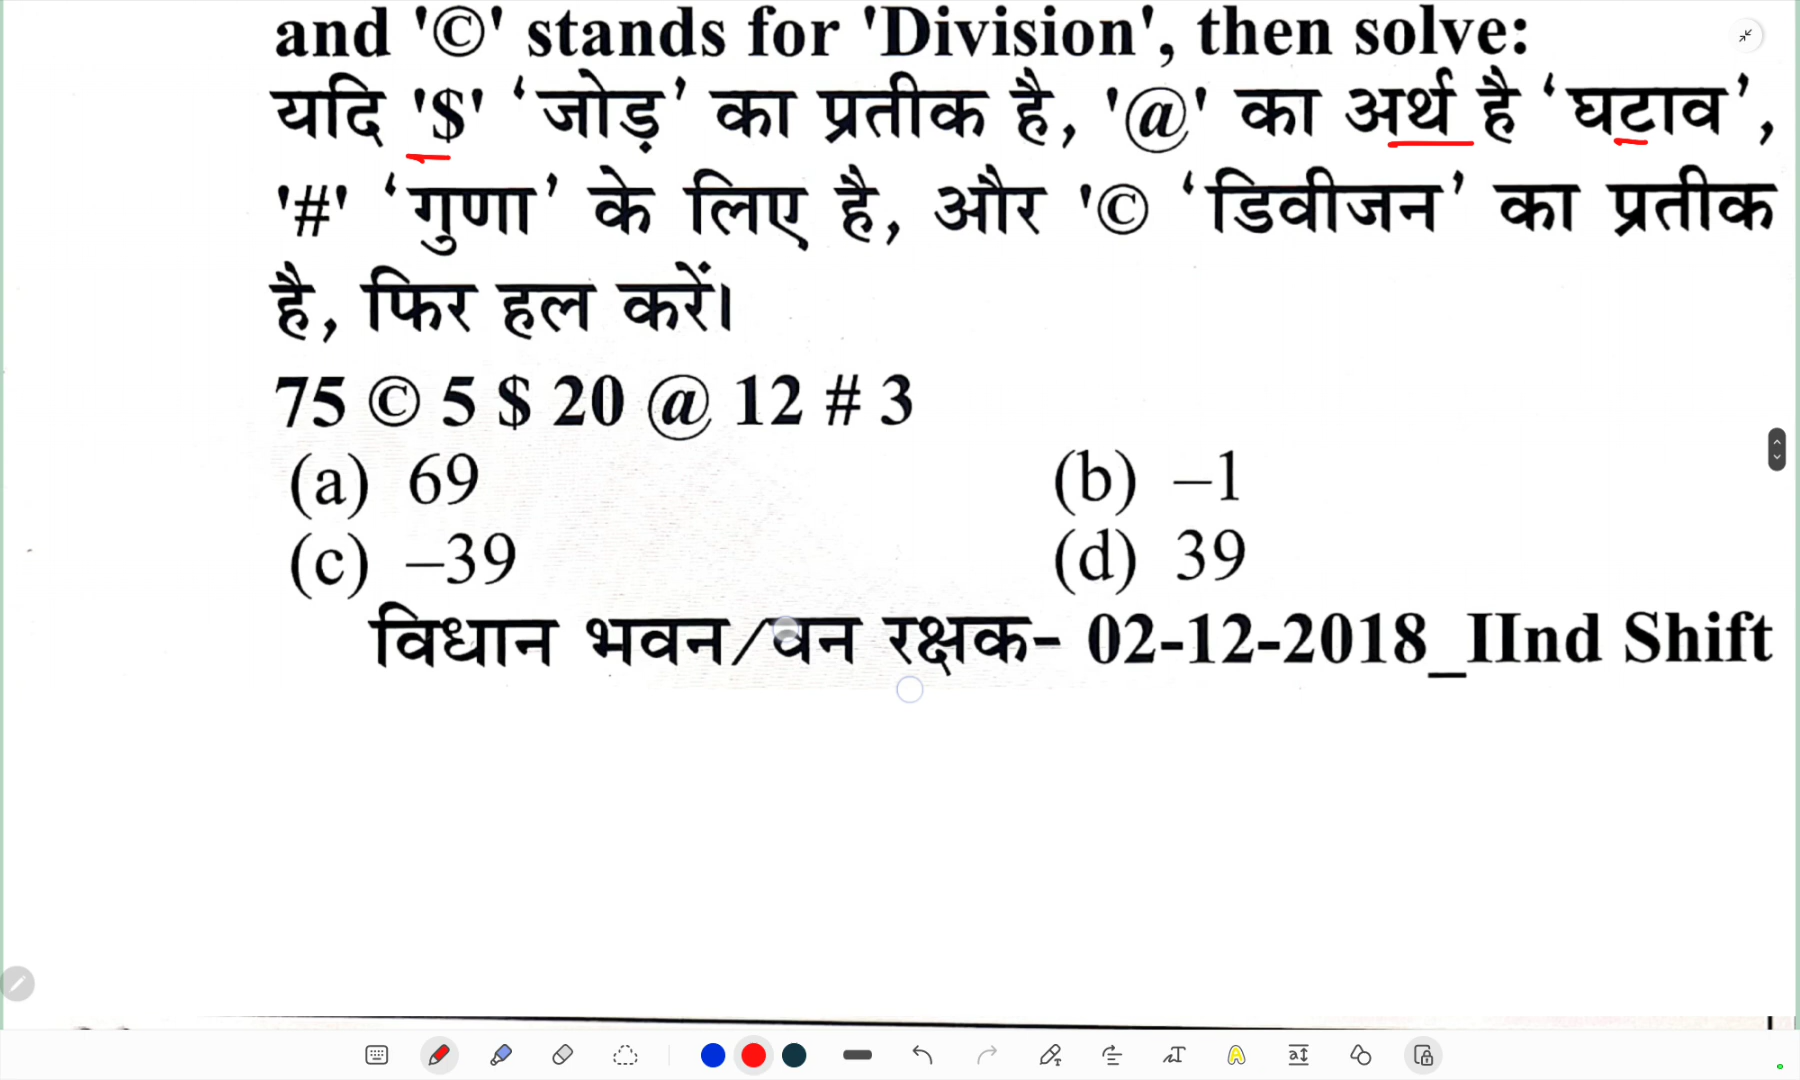 and '©' stands for 'Division', then solve:
यदि '$' ‘जोड़’ का प्रतीक है, '@' का अर्थ है ‘घटाव’,
'#' ‘गुणा’ के लिए है, और '© ‘डिवीजन’ का प्रतीक
है, फिर हल करें।
75 © 5 $ 20 @ 12 # 3
(a) 69 (b) –1
(c) –39 (d) 39
विधान भवन/वन रक्षक- 02-12-2018_IInd Shift